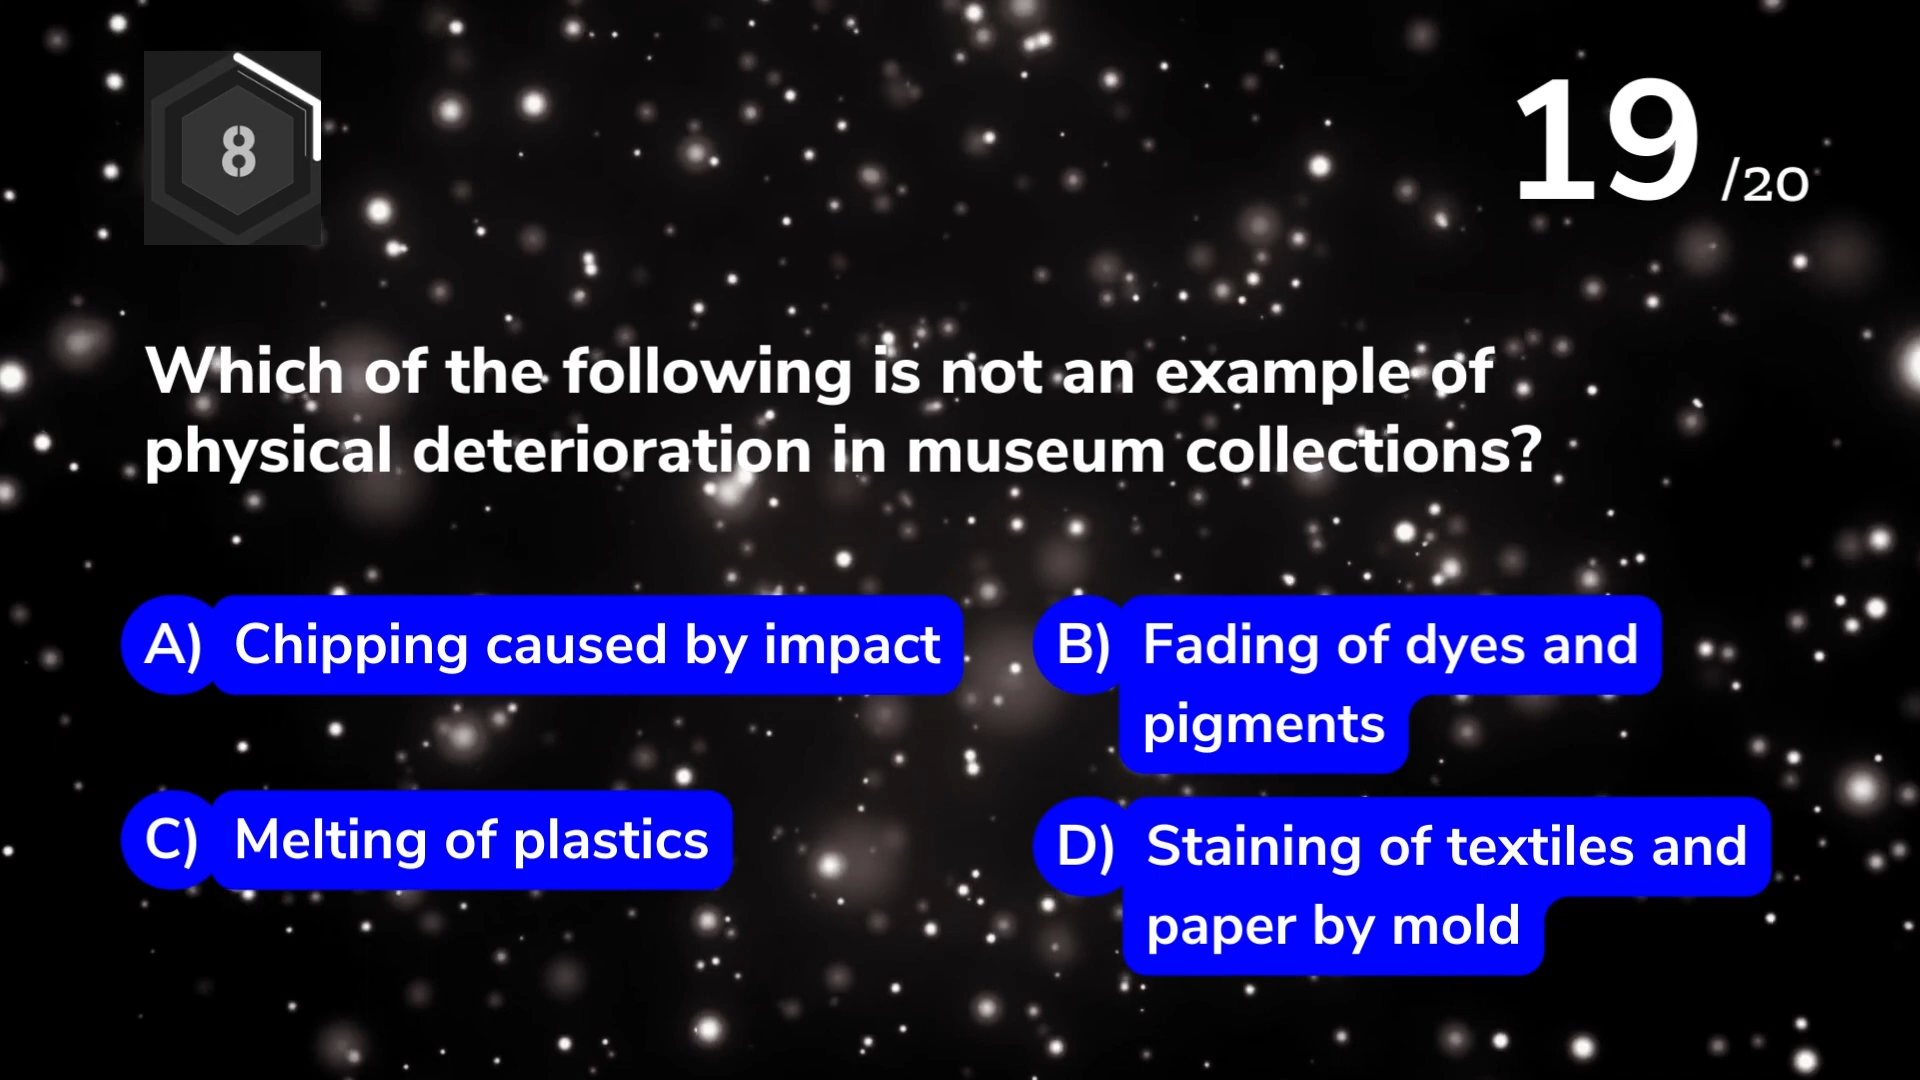 8
19 /20
Which of the following is not an example of
physical deterioration in museum collections?
A) Chipping caused by impact
B) Fading of dyes and
pigments
C) Melting of plastics
D) Staining of textiles and
paper by mold